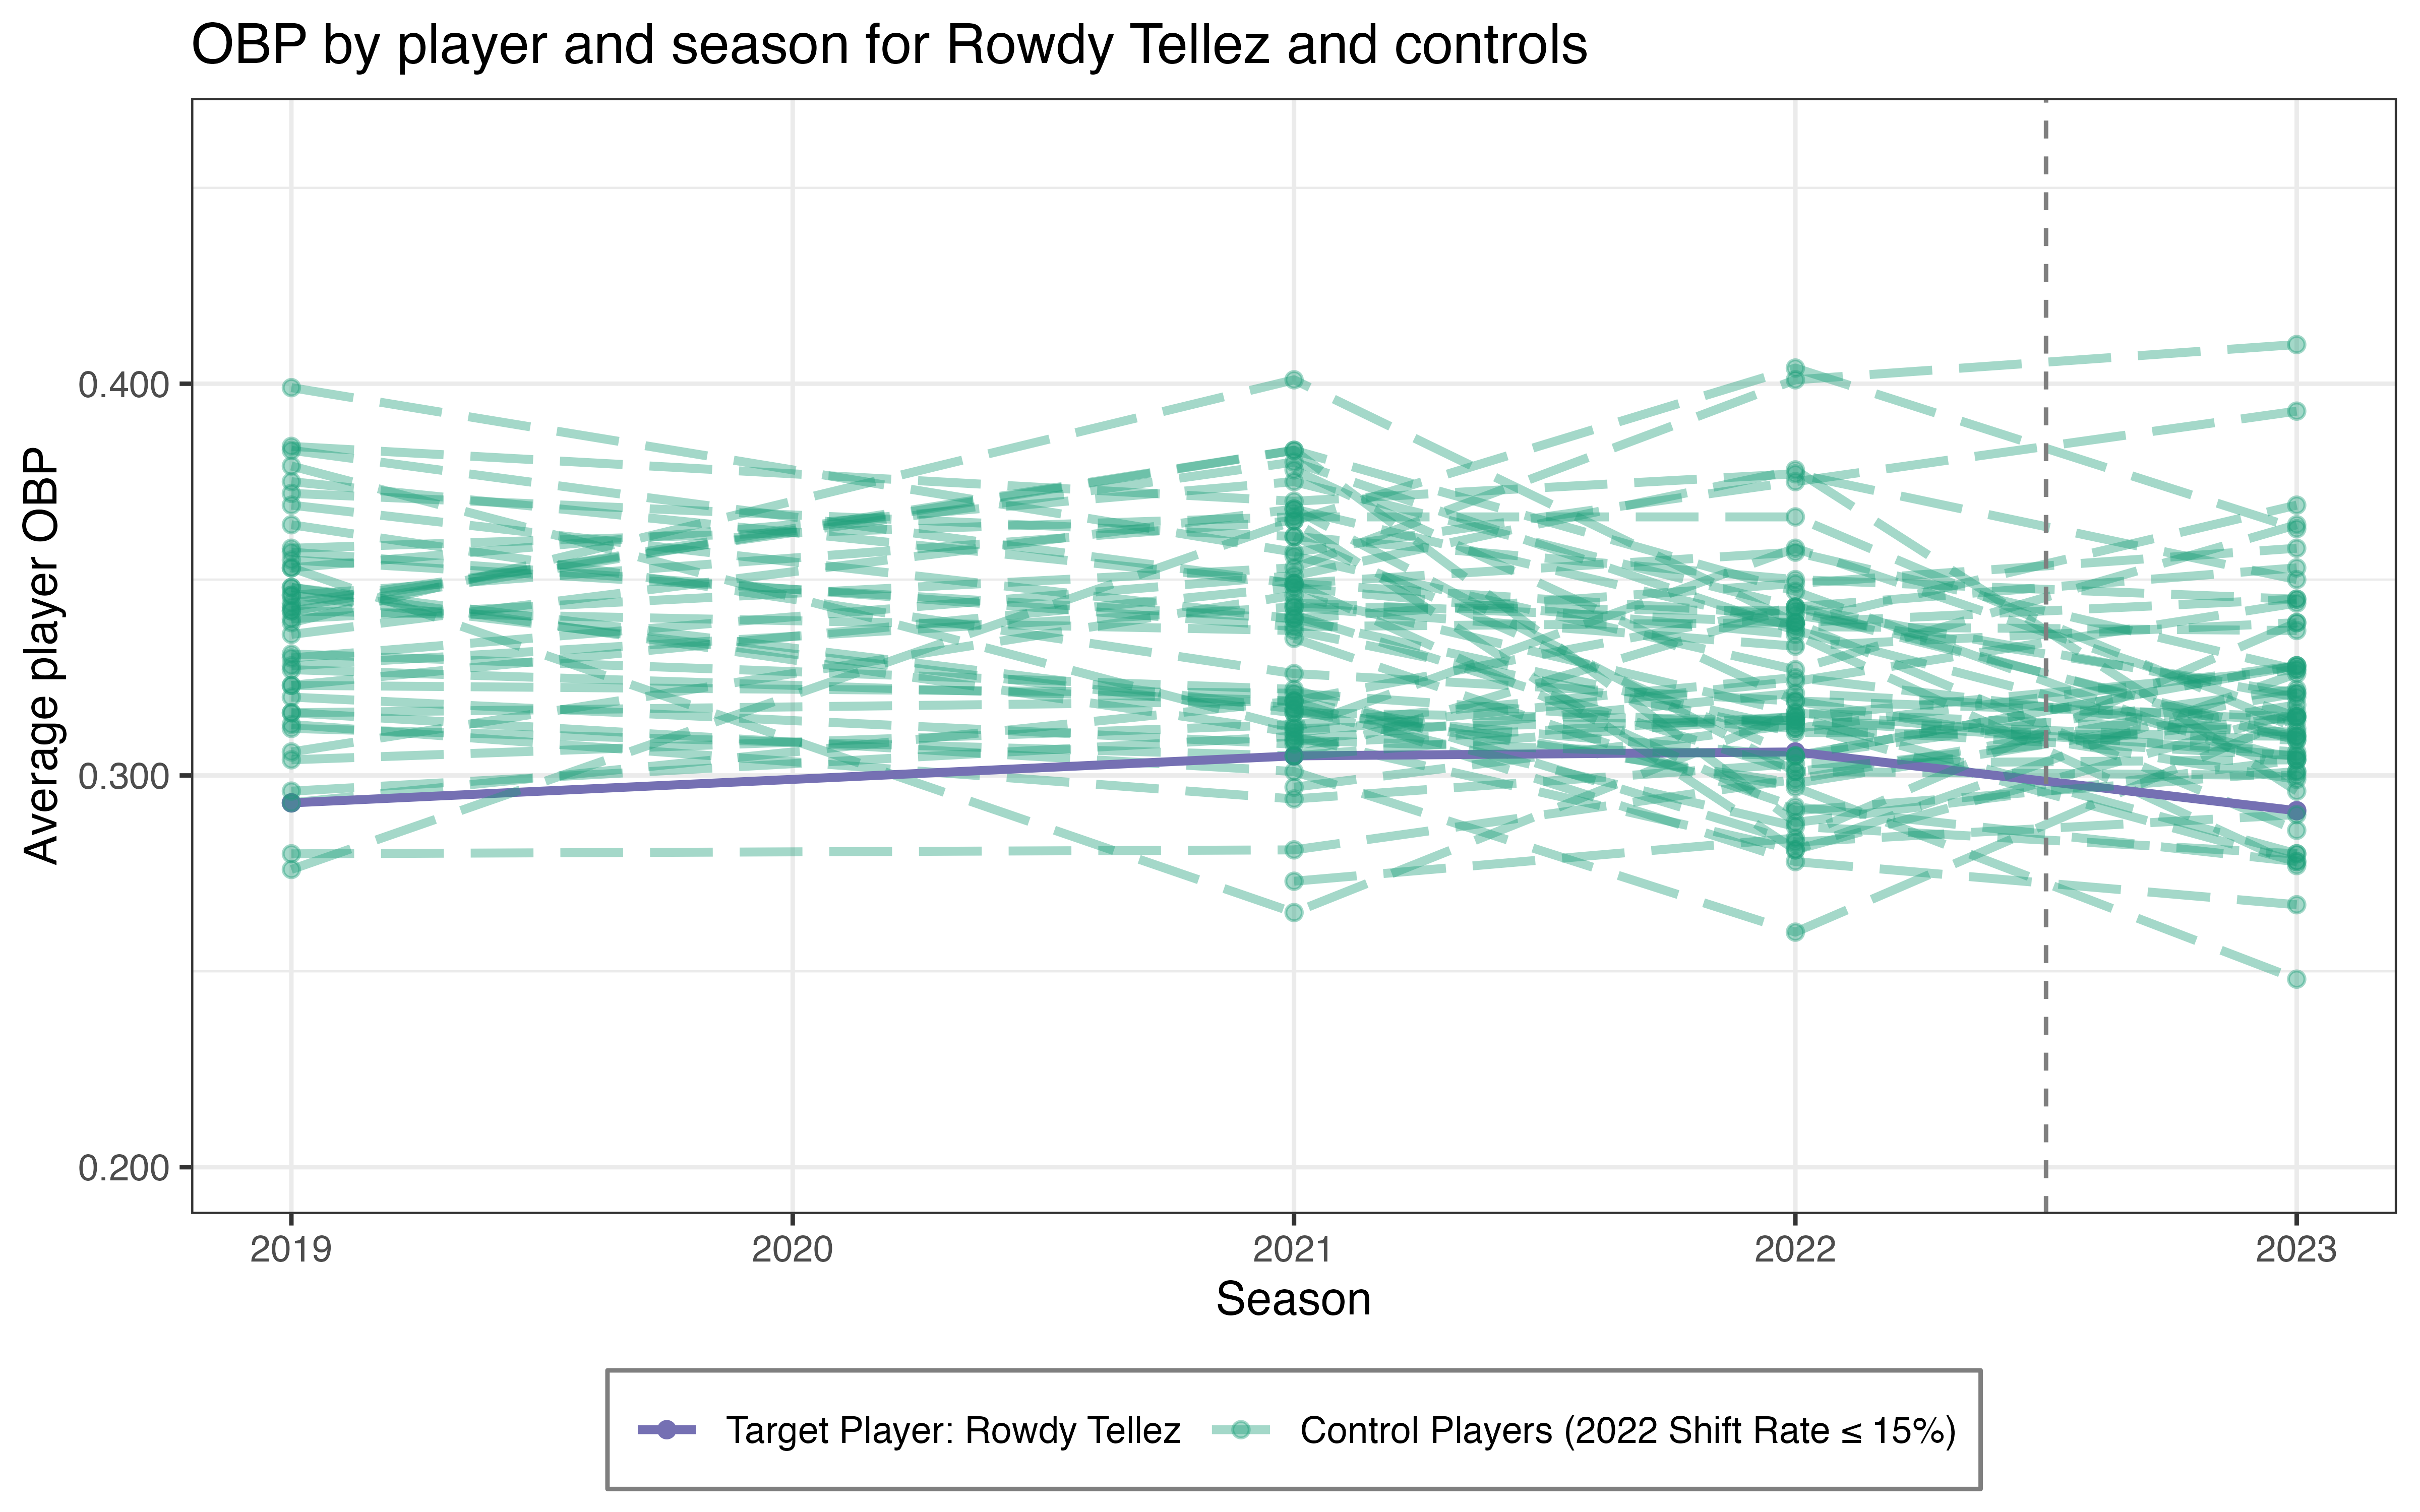 OBP by player and season for Rowdy Tellez and controls
Average player OBP
0.400
0.300
0.200
2019 2020 2021 2022 2023
Season
Target Player: Rowdy Tellez Control Players (2022 Shift Rate ≤ 15%)